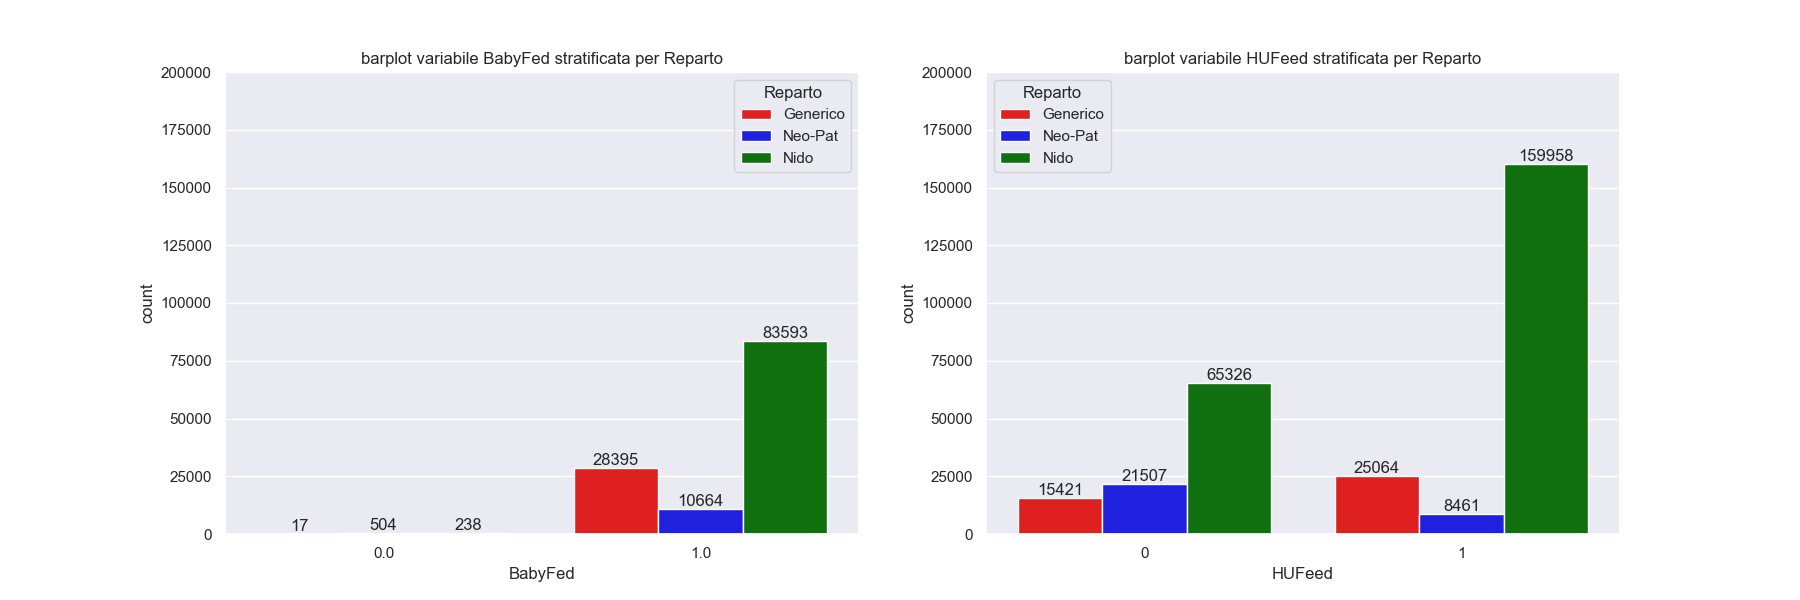 barplot variabile BabyFed stratificata per Reparto
200000
175000
150000
125000
100000
75000
50000
25000
0
count
Reparto
Generico
Neo-Pat
Nido
17
504
238
28395
10664
83593
0.0
1.0
BabyFed
barplot variabile HUFeed stratificata per Reparto
200000
175000
150000
125000
100000
75000
50000
25000
0
count
Reparto
Generico
Neo-Pat
Nido
15421
21507
65326
25064
8461
159958
0
1
HUFeed